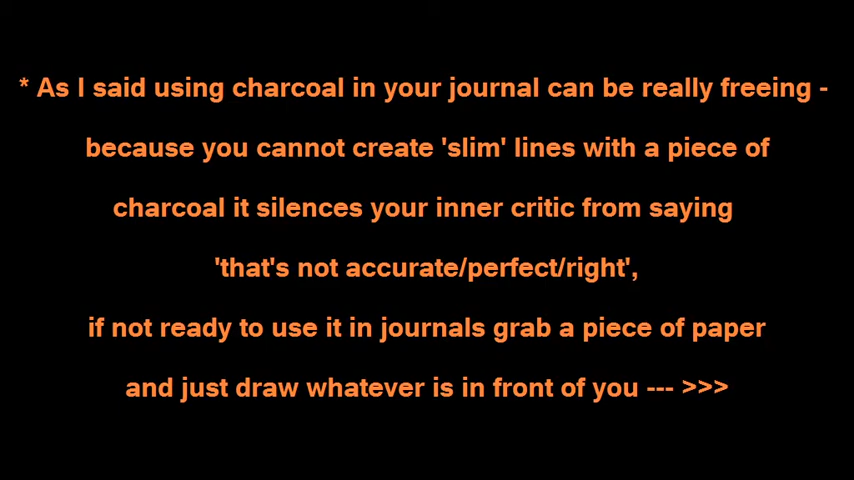 * As I said using charcoal in your journal can be really freeing -
because you cannot create 'slim' lines with a piece of
charcoal it silences your inner critic from saying
'that's not accurate/perfect/right',
if not ready to use it in journals grab a piece of paper
and just draw whatever is in front of you --- >>>